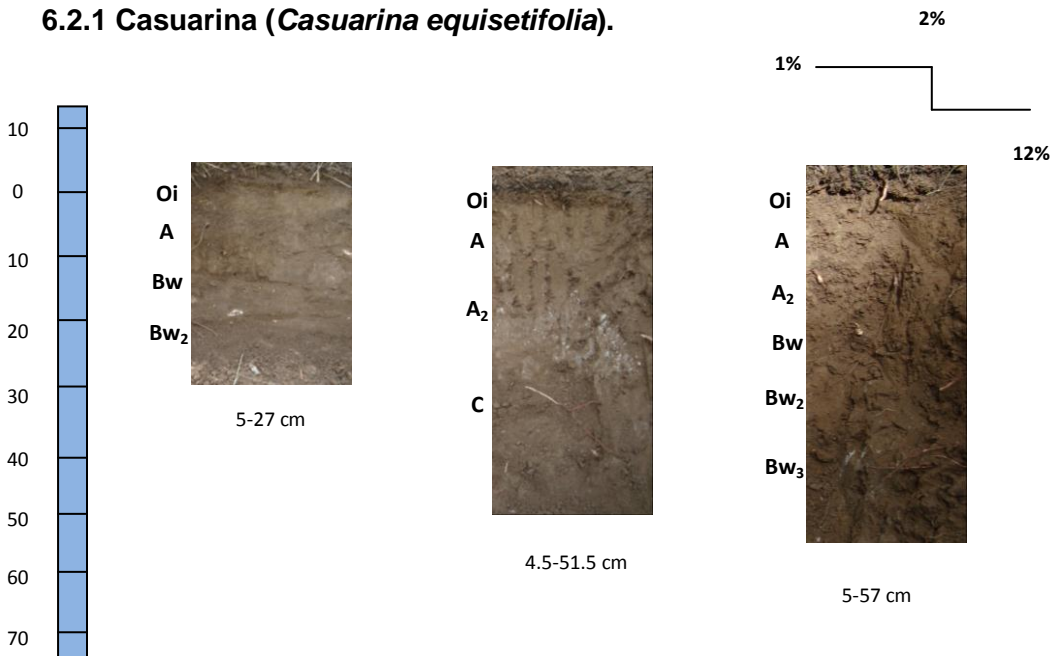 6.2.1 Casuarina (Casuarina equisetifolia).
2%
1%
12%
10
0
10
20
30
40
50
60
70
Oi
A
Bw
Bw₂
5-27 cm
Oi
A
A₂
C
4.5-51.5 cm
Oi
A
A₂
Bw
Bw₂
Bw₃
5-57 cm